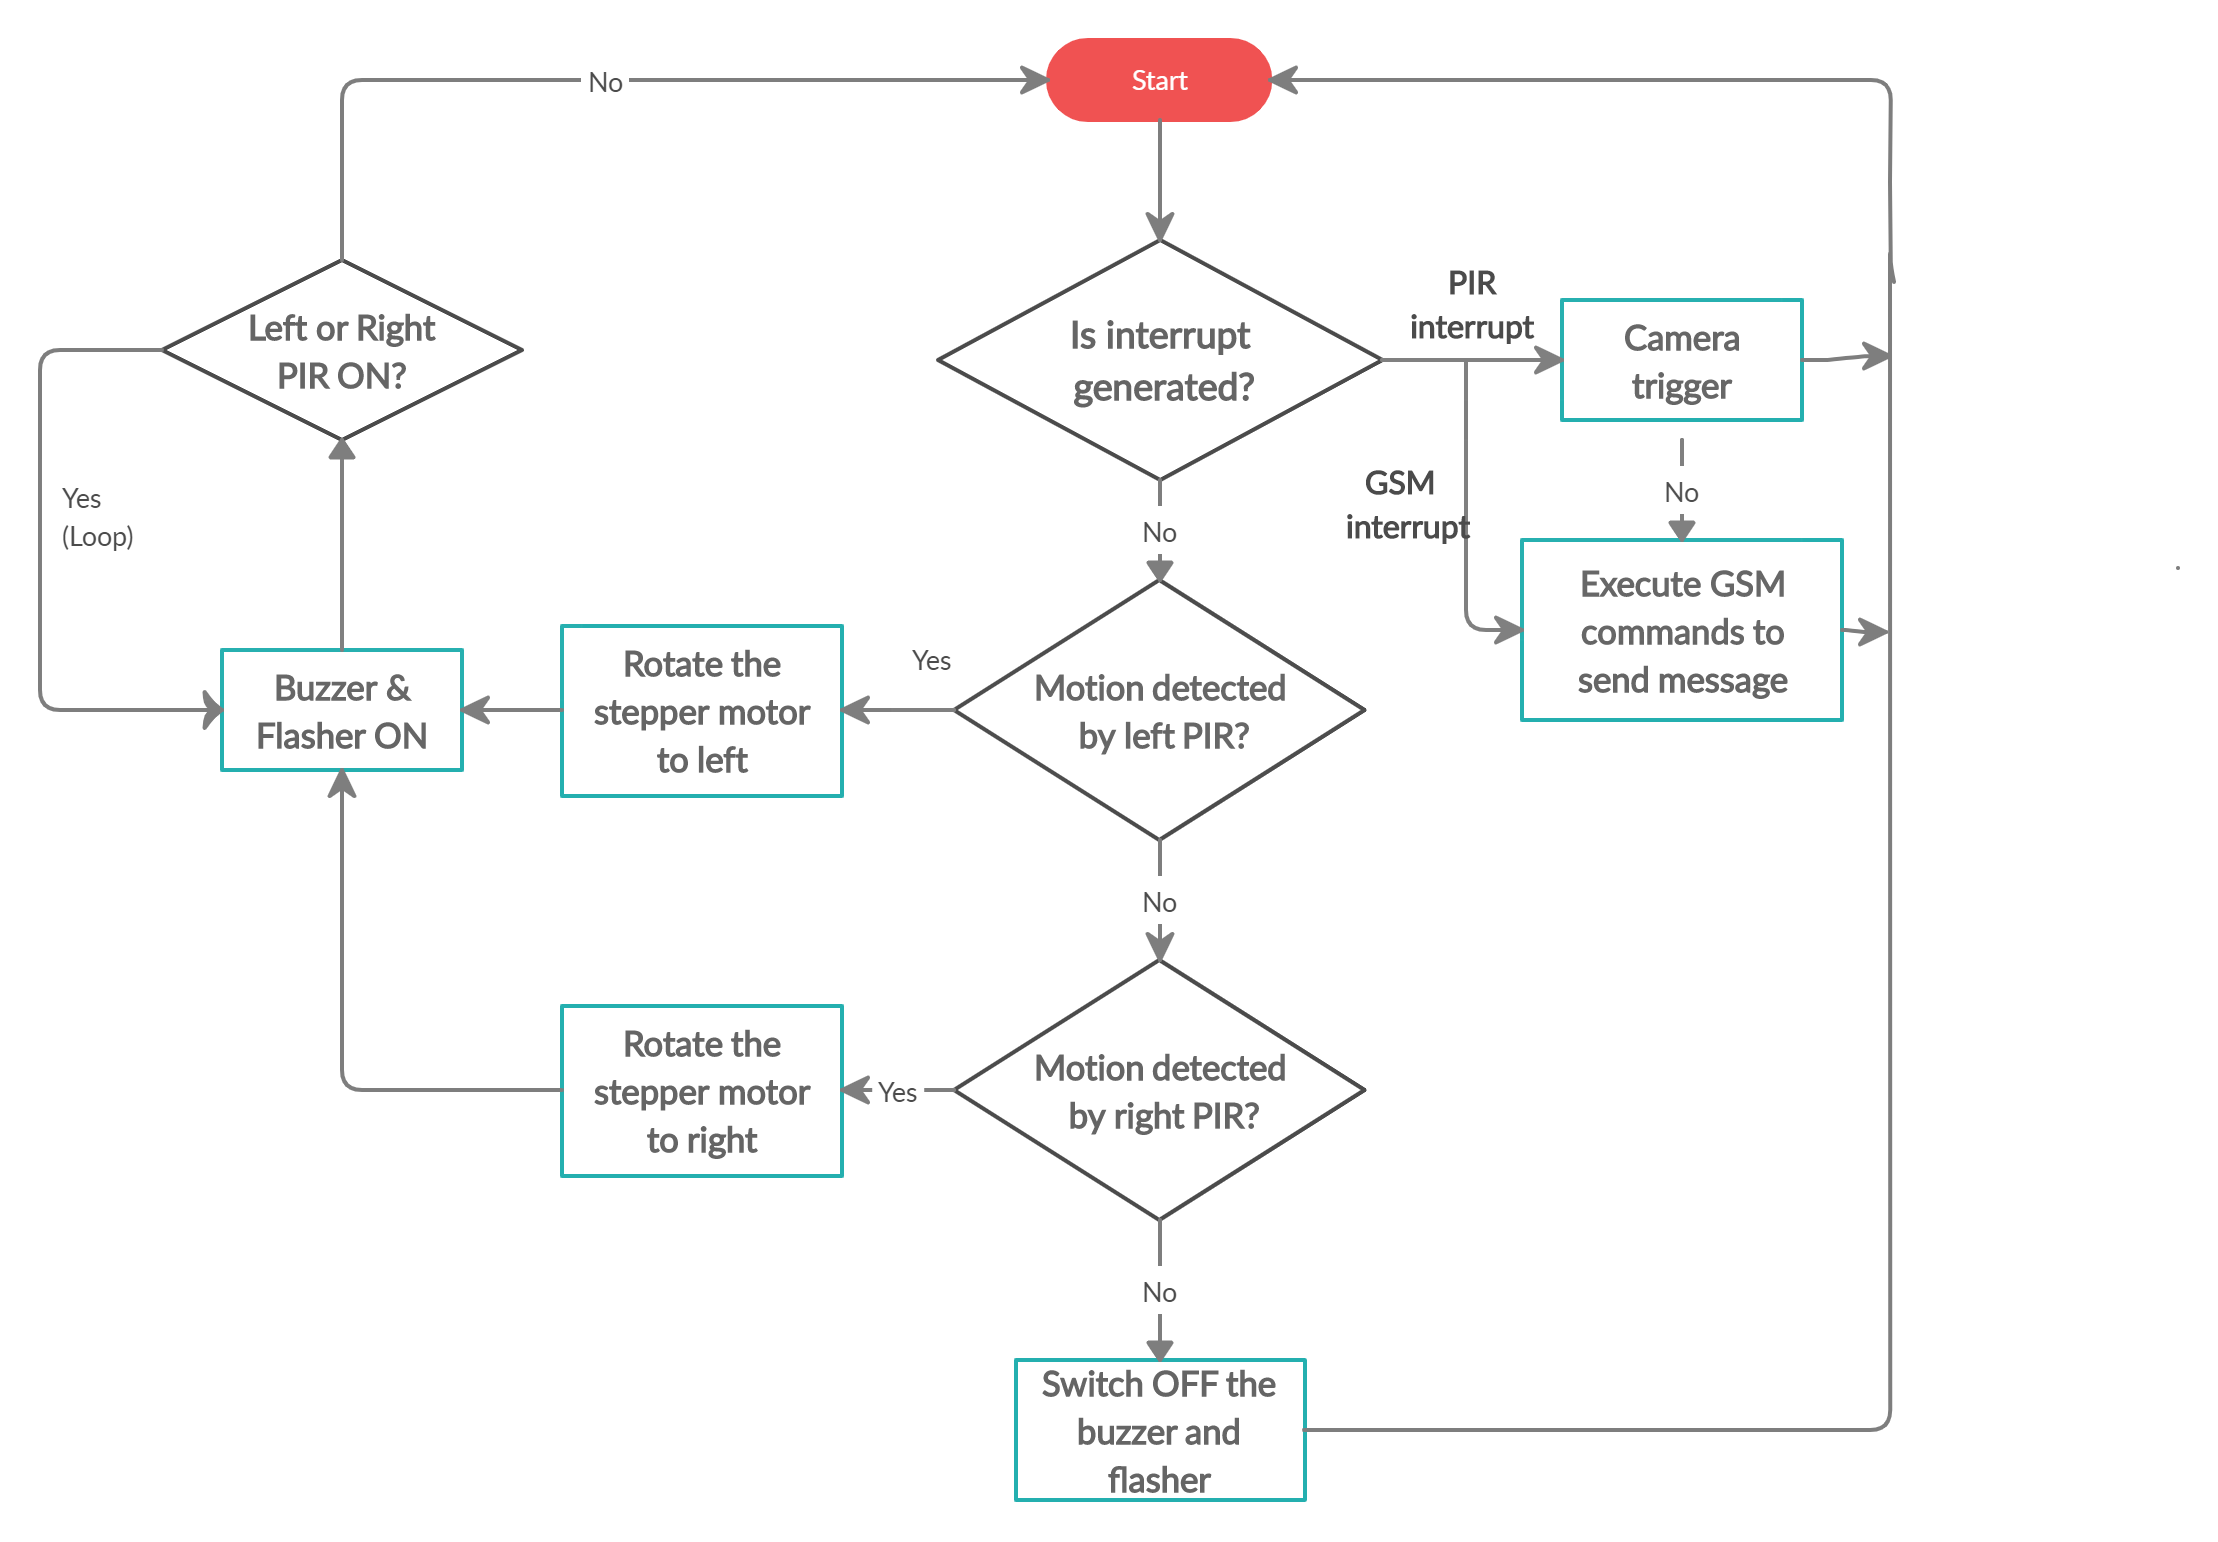 No
Start
PIR
interrupt
Is interrupt
generated?
Camera
trigger
Left or Right
PIR ON?
GSM
interrupt
No
Yes
(Loop)
No
Execute GSM
commands to
send message
Yes
Rotate the
stepper motor
to left
Buzzer &
Flasher ON
Motion detected
by left PIR?
No
Rotate the
stepper motor
to right
Yes
Motion detected
by right PIR?
No
Switch OFF the
buzzer and
flasher